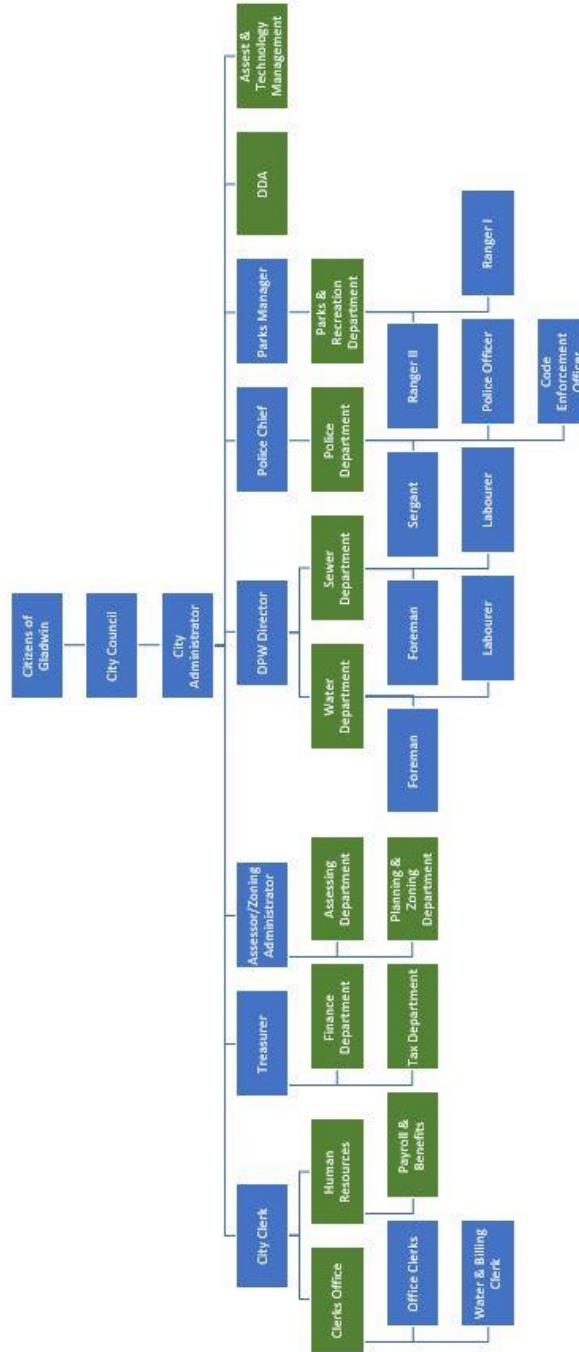 Citizens of
Gladwin
City Council
City
Administrator
City Clerk
Treasurer
Assessor/Zoning
Administrator
DPW Director
Police Chief
Parks Manager
DDA
Assest &
Technology
Management
Clerks Office
Human
Resources
Finance
Department
Assessing
Department
Water
Department
Sewer
Department
Police
Department
Parks &
Recreation
Department
Office Clerks
Payroll &
Benefits
Tax Department
Planning &
Zoning
Department
Foreman
Foreman
Sergant
Ranger II
Water & Billing
Clerk
Labourer
Labourer
Police Officer
Ranger I
Code
Enforcement
Officer